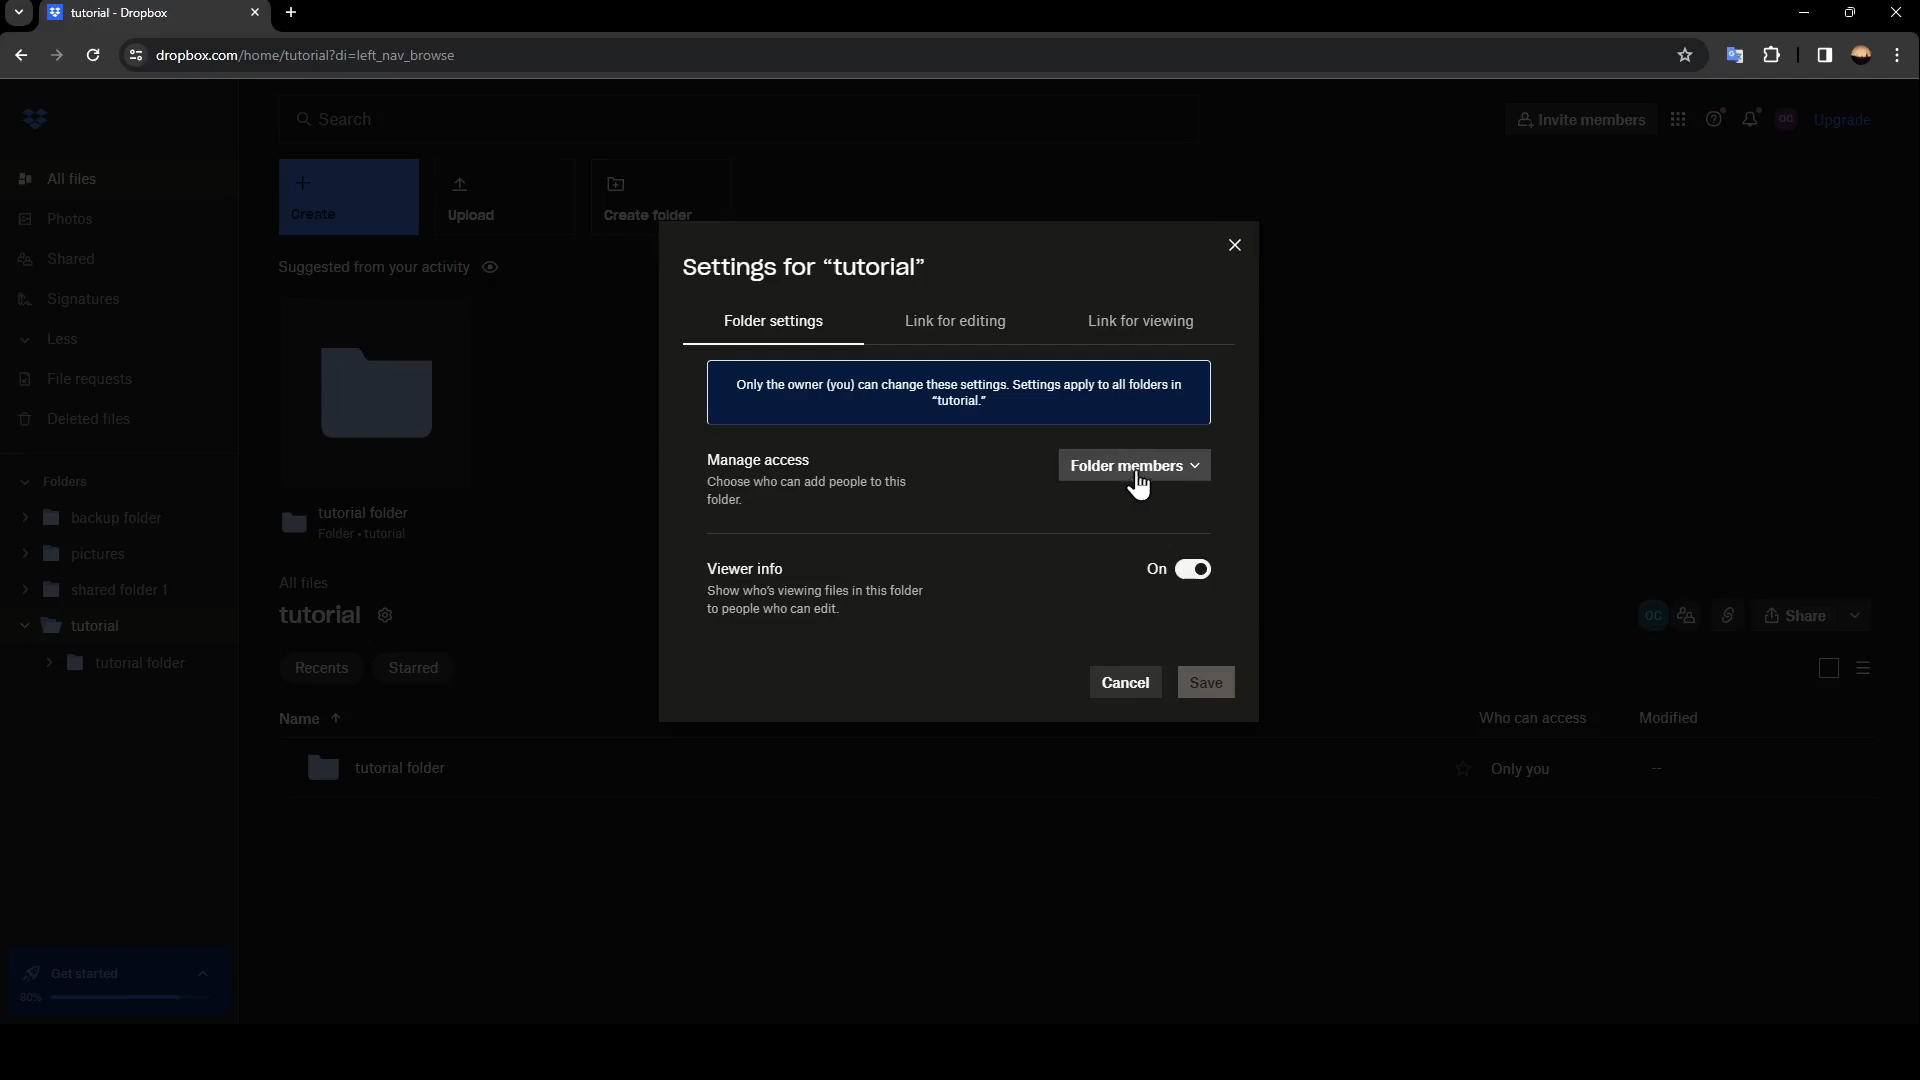 tutorial - Dropbox
dropbox.com/home/tutorial?di=left_nav_browse
Search
Invite members
OC
Upgrade
All files
Photos
Shared
Signatures
Less
File requests
Deleted files
Folders
backup folder
pictures
shared folder 1
tutorial
tutorial folder
Get started
80%
Create
Upload
Create folder
Suggested from your activity
tutorial folder
Folder • tutorial
All files
tutorial
OC
Share
Recents
Starred
Name
Who can access
Modified
tutorial folder
Only you
--
Settings for “tutorial”
Folder settings
Link for editing
Link for viewing
Only the owner (you) can change these settings. Settings apply to all folders in
“tutorial.”
Manage access
Choose who can add people to this
folder.
Folder members
Viewer info
Show who's viewing files in this folder
to people who can edit.
On
Cancel
Save